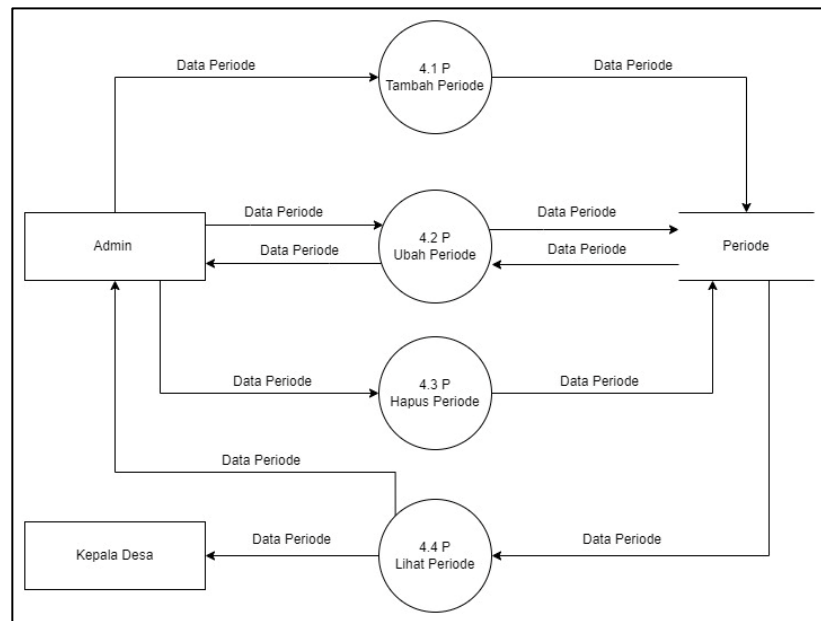 4.1 P
Tambah Periode
Data Periode
Data Periode
Data Periode
Data Periode
Admin
4.2 P
Ubah Periode
Periode
Data Periode
Data Periode
4.3 P
Hapus Periode
Data Periode
Data Periode
Data Periode
4.4 P
Lihat Periode
Kepala Desa
Data Periode
Data Periode